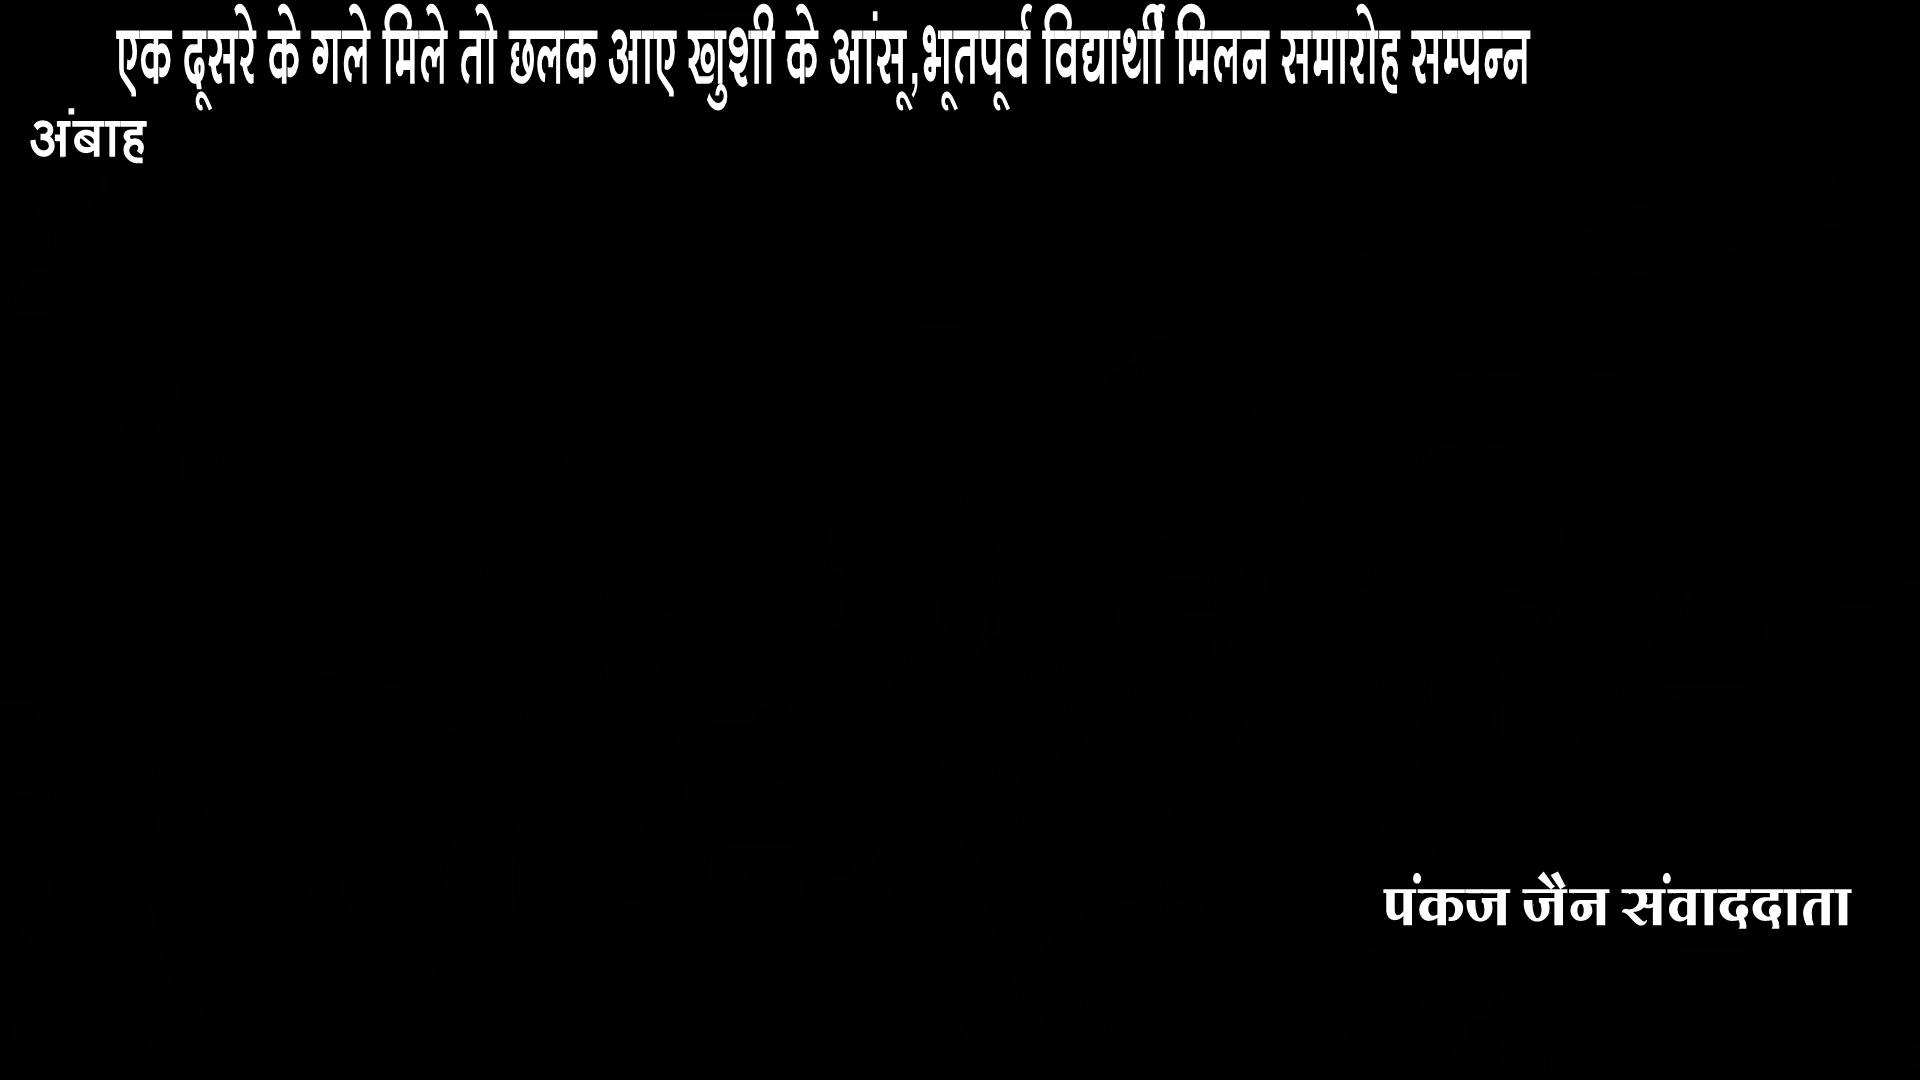 एक दूसरे के गले मिले तो छलक आए खुशी के आंसू,भूतपूर्व विद्यार्थी मिलन समारोह सम्पन्न
अंबाह
पंकज जैन संवाददाता